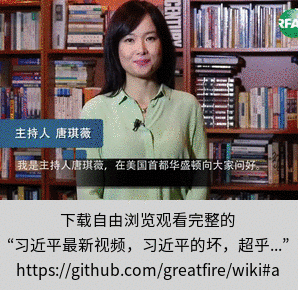 RFA
CENTURY
主持人 唐琪薇
我是主持人唐琪薇，在美国首都华盛顿向大家问好。
下载自由浏览观看完整的
“习近平最新视频，习近平的坏，超乎...”
https://github.com/greatfire/wiki#a